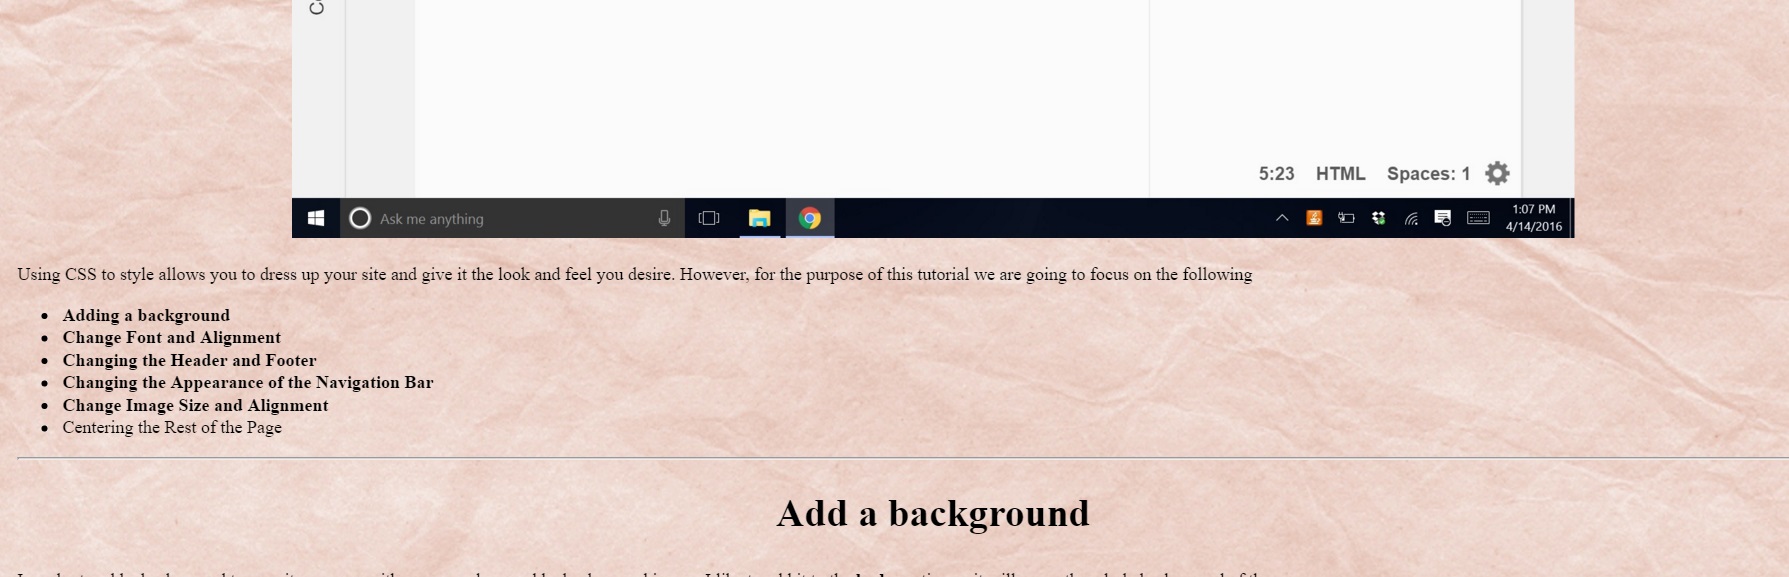 5:23 HTML Spaces: 1
Ask me anything
1:07 PM
4/14/2016
Using CSS to style allows you to dress up your site and give it the look and feel you desire. However, for the purpose of this tutorial we are going to focus on the following
• Adding a background
• Change Font and Alignment
• Changing the Header and Footer
• Changing the Appearance of the Navigation Bar
• Change Image Size and Alignment
• Centering the Rest of the Page
Add a background